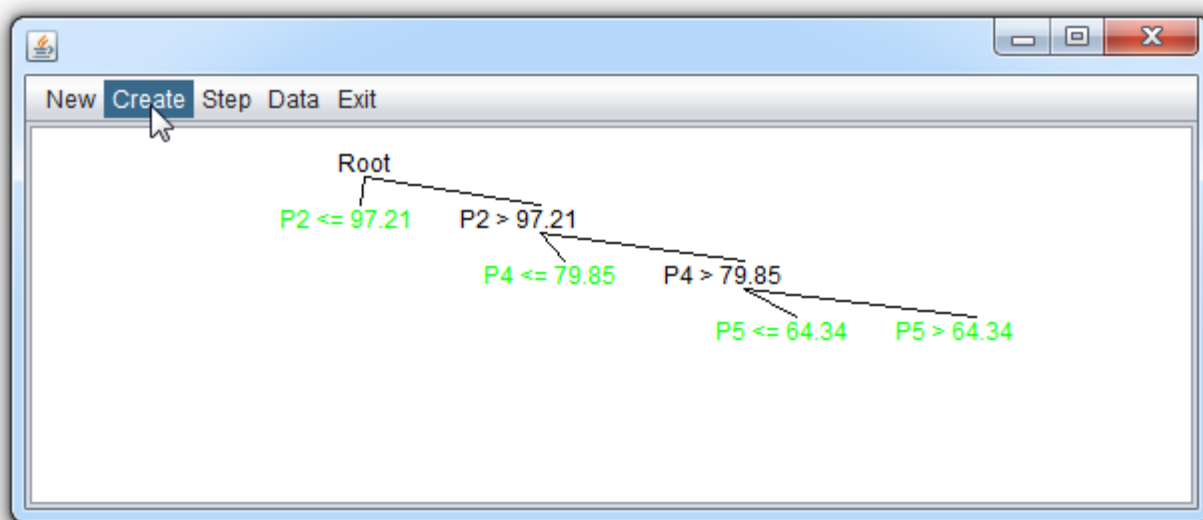 New Create Step Data Exit
Root
P2 <= 97.21 P2 > 97.21
P4 <= 79.85 P4 > 79.85
P5 <= 64.34 P5 > 64.34